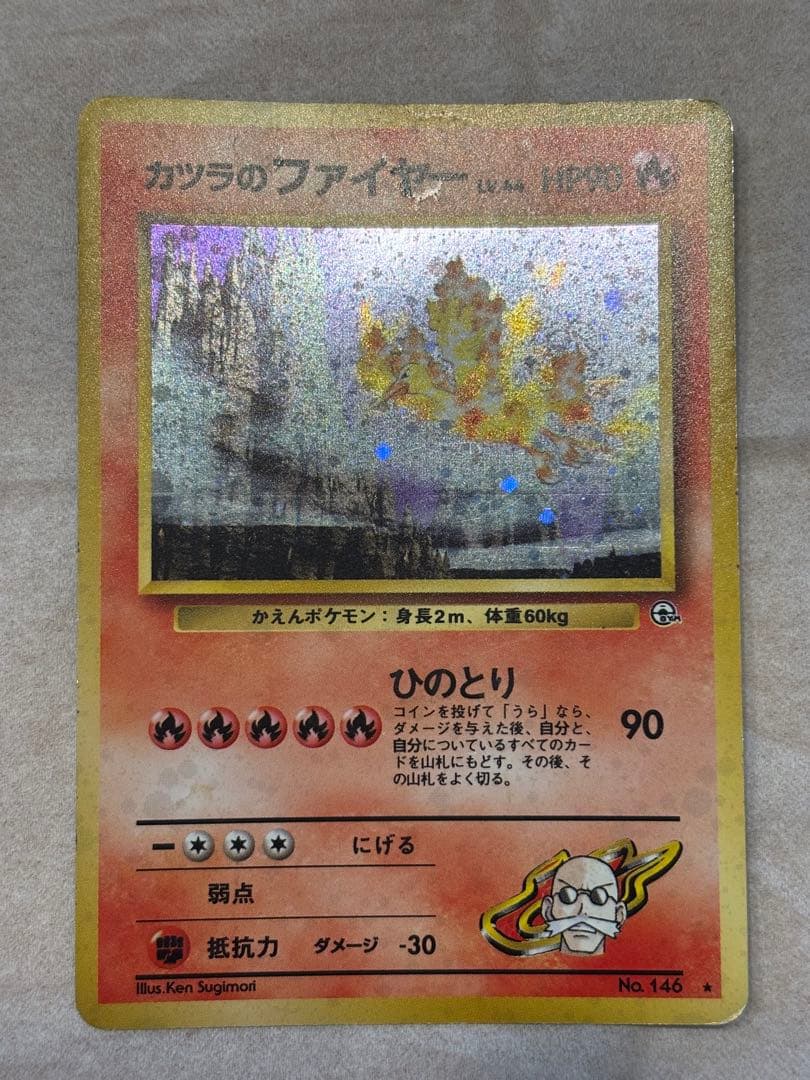 カツラのファイヤー LV.44 HP90
かえんポケモン：身長2m、体重60kg
GYM
ひのとり
コインを投げて「うら」なら、
ダメージを与えた後、自分と、
自分についているすべてのカー
ドを山札にもどす。その後、そ
の山札をよく切る。
90
ー にげる
弱点
抵抗力 ダメージ -30
Illus.Ken Sugimori
No. 146 ★